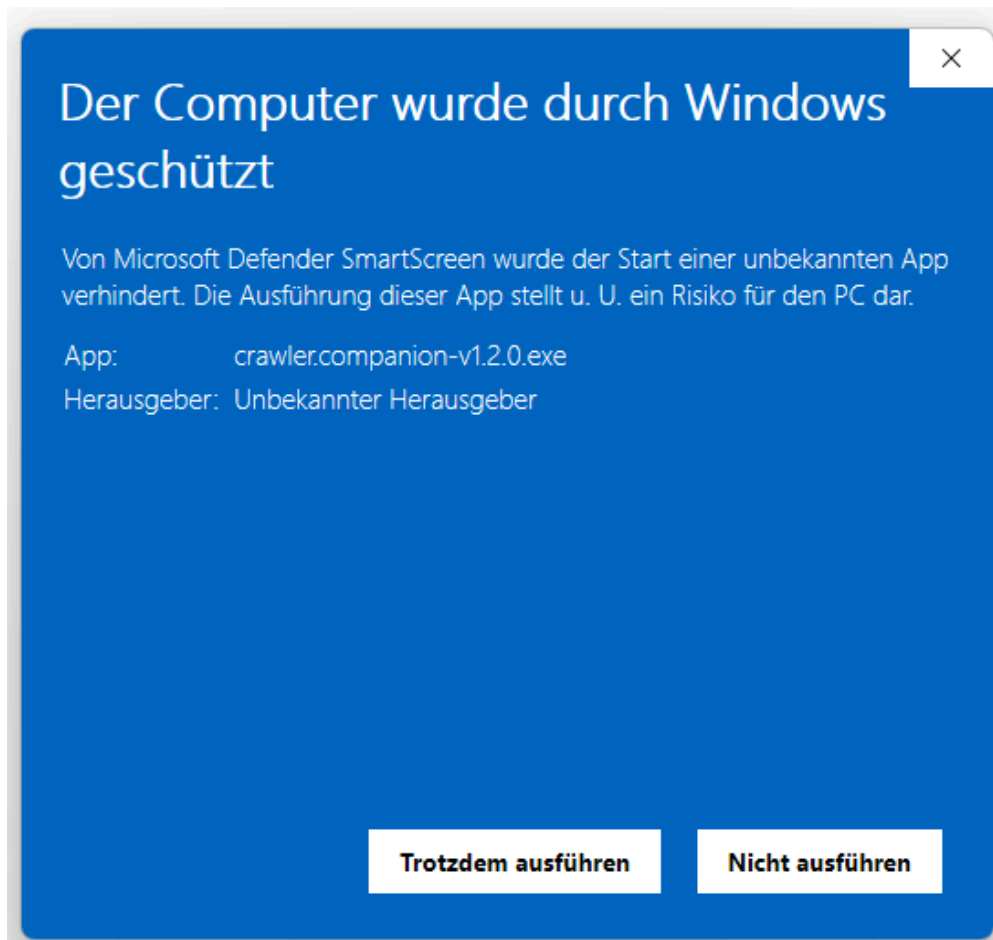 Der Computer wurde durch Windows
geschützt
Von Microsoft Defender SmartScreen wurde der Start einer unbekannten App
verhindert. Die Ausführung dieser App stellt u. U. ein Risiko für den PC dar.
App: crawler.companion-v1.2.0.exe
Herausgeber: Unbekannter Herausgeber
Trotzdem ausführen Nicht ausführen